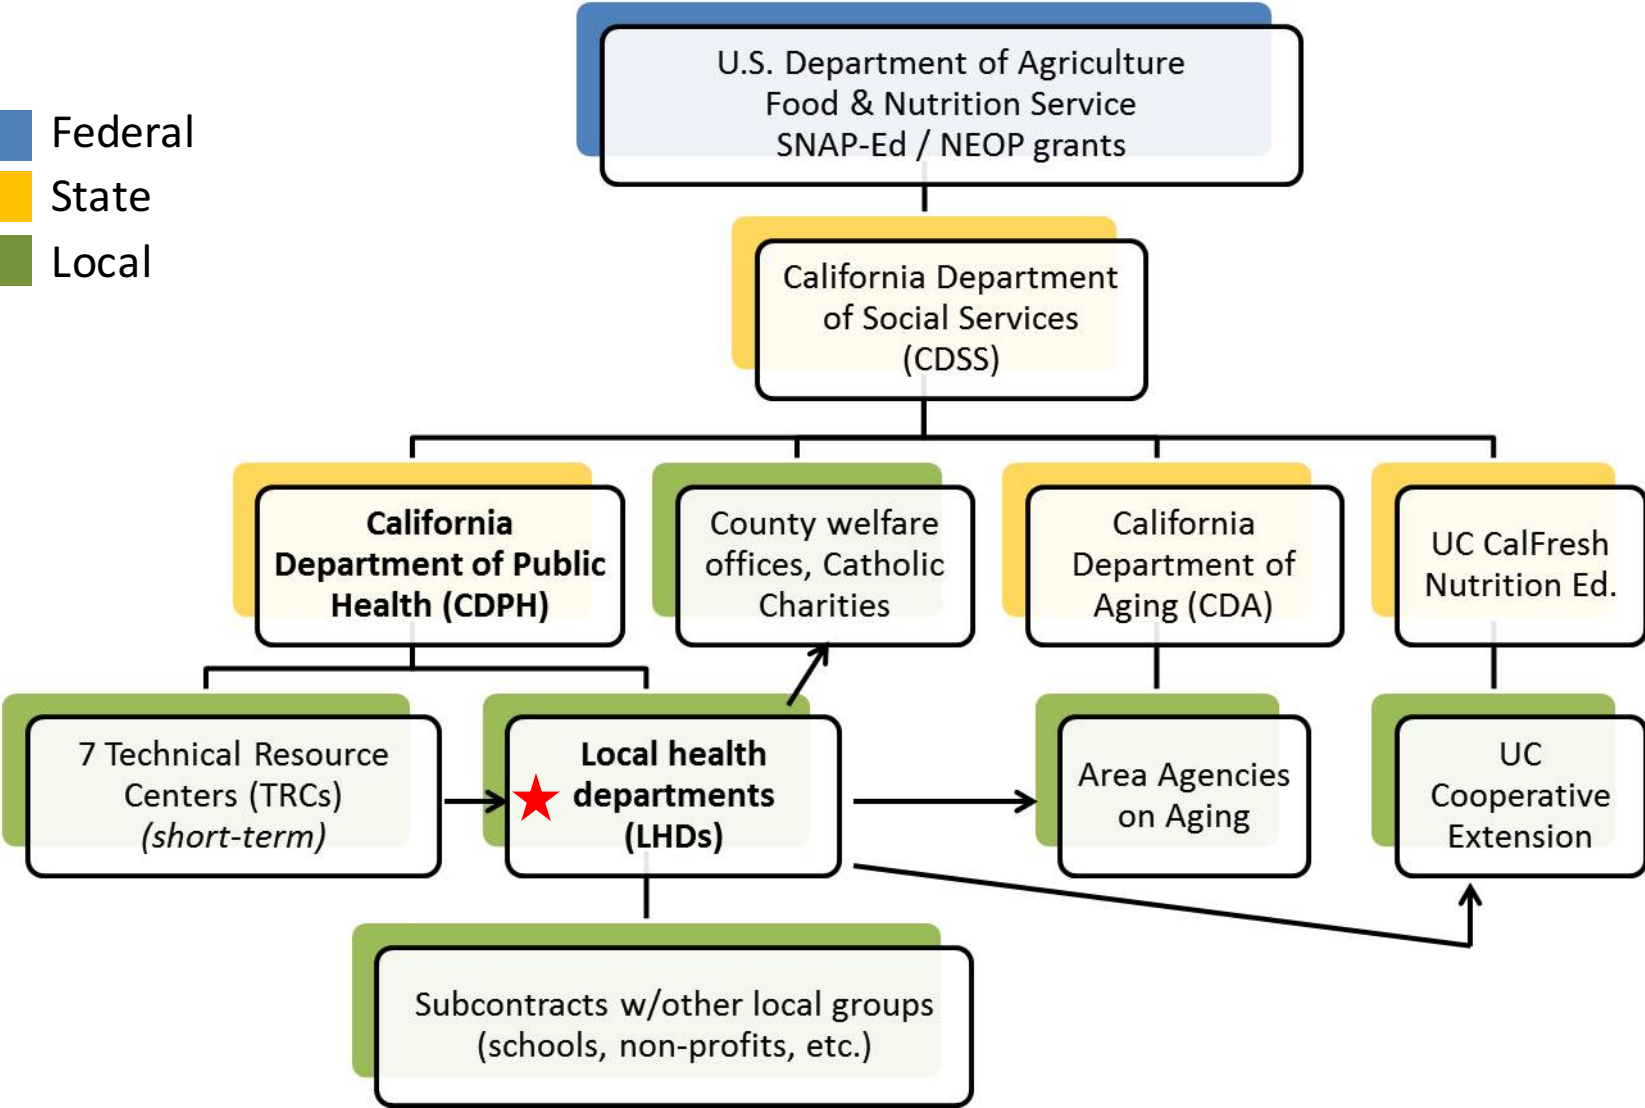 U.S. Department of Agriculture
Food & Nutrition Service
SNAP-Ed / NEOP grants
Federal
State
Local
California Department
of Social Services
(CDSS)
California
Department of Public
Health (CDPH)
County welfare
offices, Catholic
Charities
California
Department of
Aging (CDA)
UC CalFresh
Nutrition Ed.
7 Technical Resource
Centers (TRCs)
(short-term)
Local health
departments
(LHDs)
Area Agencies
on Aging
UC
Cooperative
Extension
Subcontracts w/other local groups
(schools, non-profits, etc.)